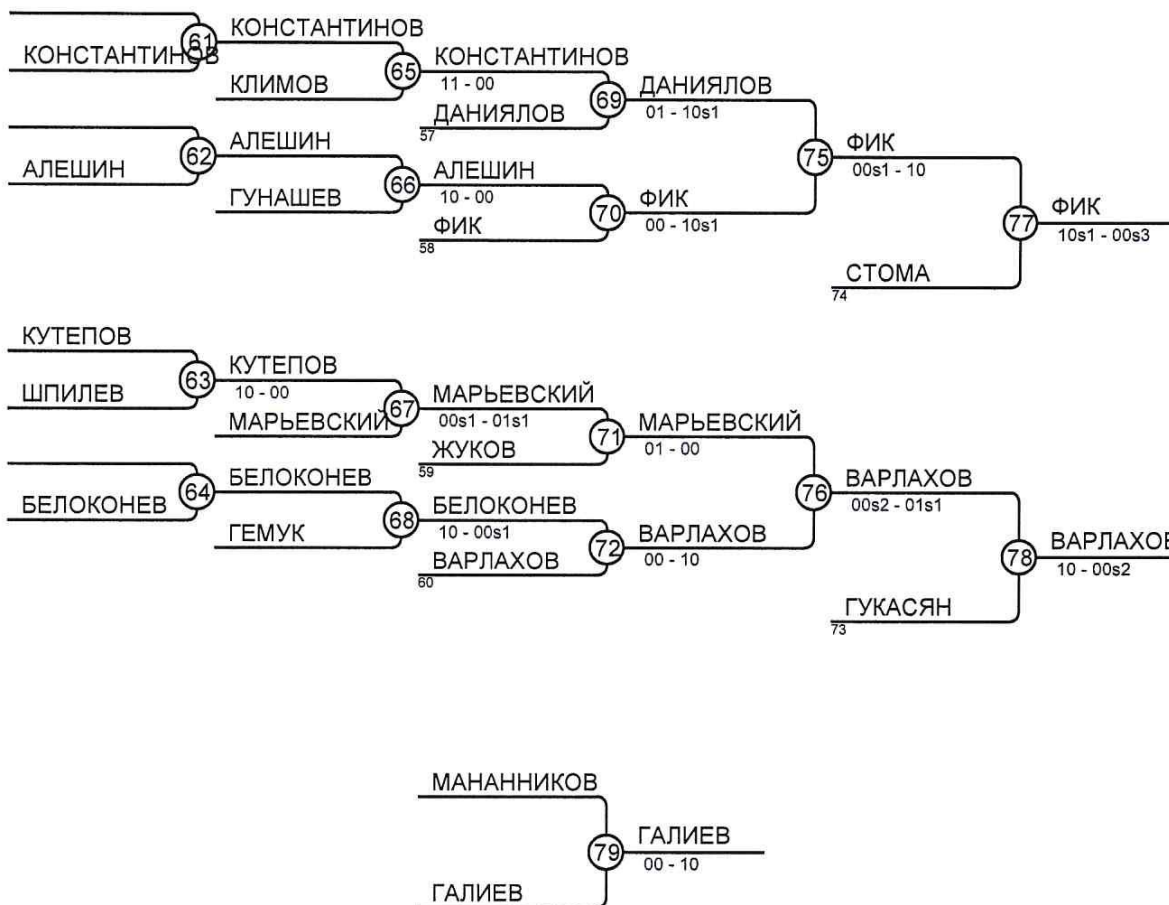 61
КОНСТАНТИНОВ
КОНСТАНТИНОВ
65
КЛИМОВ
КОНСТАНТИНОВ
11 - 00
69
57
ДАНИЯЛОВ
ДАНИЯЛОВ
01 - 10s1
62
АЛЕШИН
АЛЕШИН
66
ГУНАШЕВ
АЛЕШИН
10 - 00
70
58
ФИК
ФИК
00 - 10s1
75
ФИК
00s1 - 10
77
74
СТОМА
ФИК
10s1 - 00s3
КУТЕПОВ
63
ШПИЛЕВ
КУТЕПОВ
10 - 00
67
МАРЬЕВСКИЙ
МАРЬЕВСКИЙ
00s1 - 01s1
71
59
ЖУКОВ
МАРЬЕВСКИЙ
01 - 00
64
БЕЛОКОНЕВ
БЕЛОКОНЕВ
68
ГЕМУК
БЕЛОКОНЕВ
10 - 00s1
72
60
ВАРЛАХОВ
ВАРЛАХОВ
00 - 10
76
ВАРЛАХОВ
00s2 - 01s1
78
73
ГУКАСЯН
ВАРЛАХОВ
10 - 00s2
МАНАННИКОВ
79
ГАЛИЕВ
ГАЛИЕВ
00 - 10